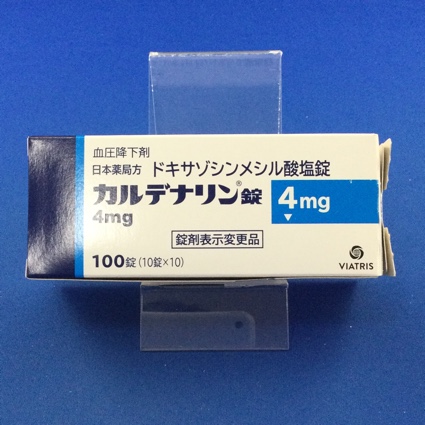 血圧降下剤
日本薬局方 ドキサゾシンメシル酸塩錠
カルデナリン®錠 4mg
4mg
錠剤表示変更品
100錠(10錠×10)
VIATRIS